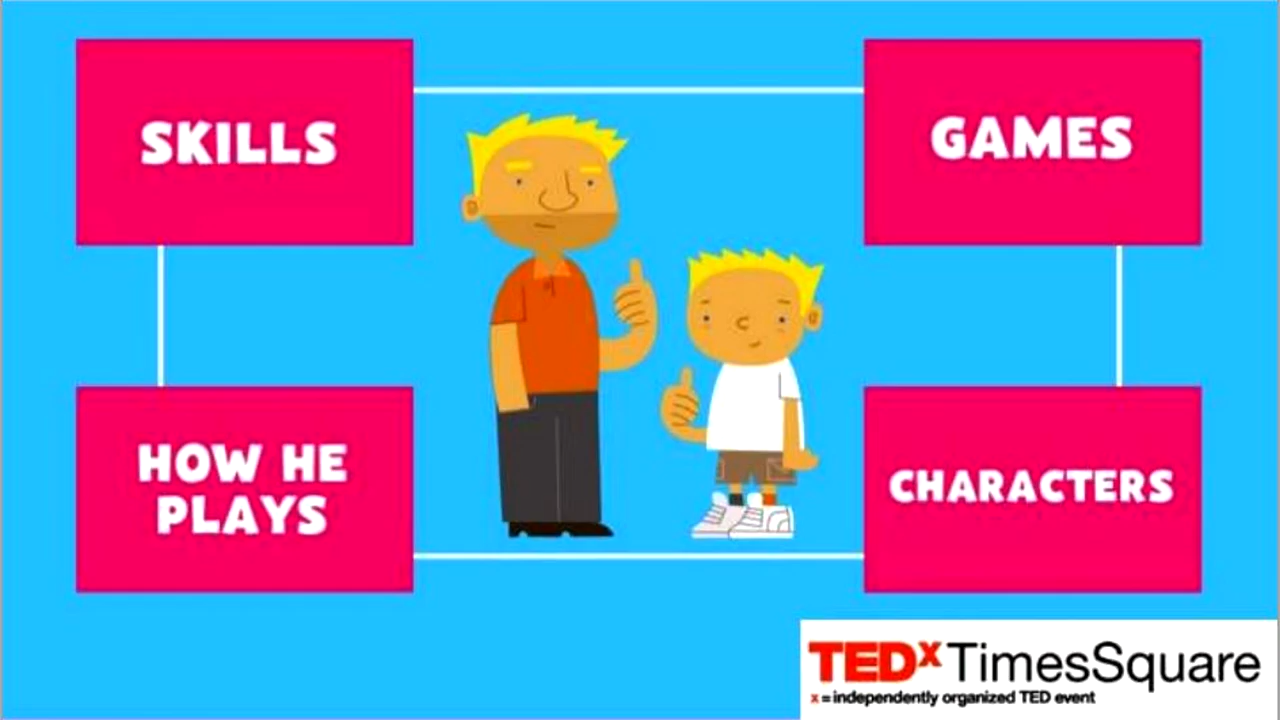 SKILLS
GAMES
HOW HE
PLAYS
CHARACTERS
TEDx TimesSquare
x = independently organized TED event